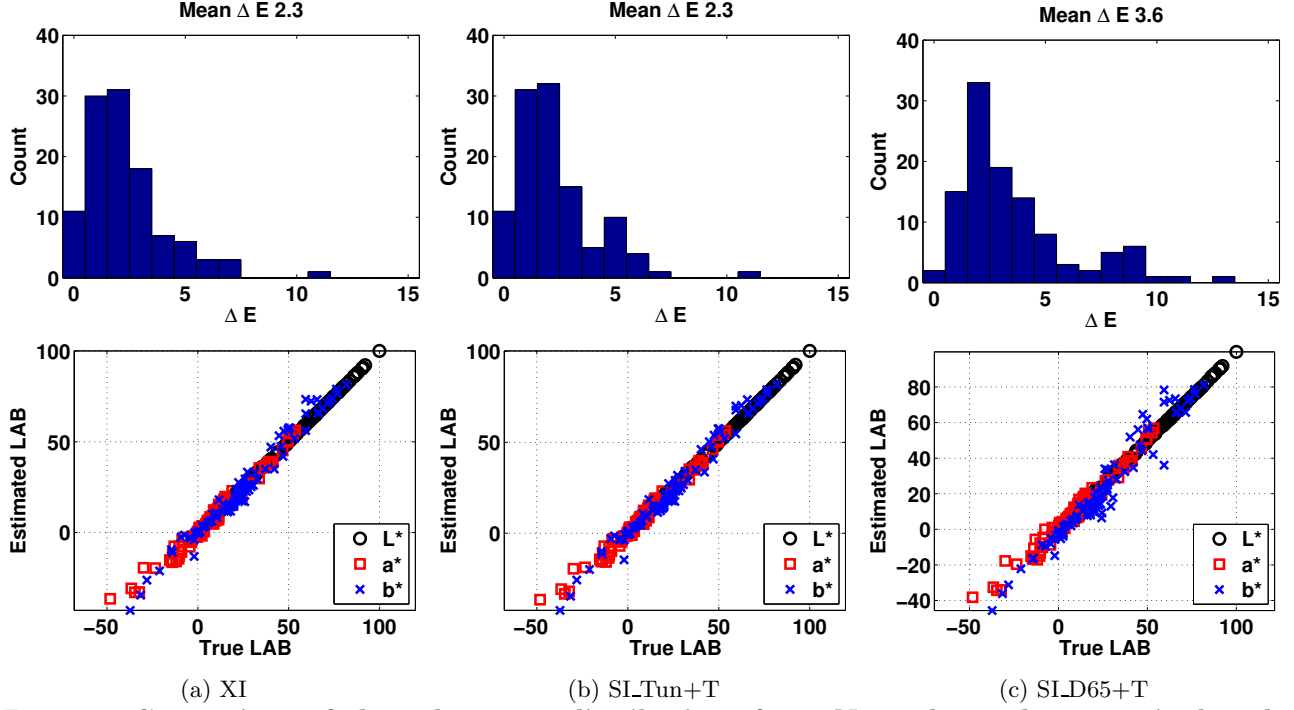 Mean Δ E 2.3
40
30
20
10
0
Count
0 5 10 15
Δ E
Mean Δ E 2.3
40
30
20
10
0
Count
0 5 10 15
Δ E
Mean Δ E 3.6
40
30
20
10
0
Count
0 5 10 15
Δ E
100
50
0
Estimated LAB
−50 0 50 100
True LAB
L*
a*
b*
100
50
0
Estimated LAB
−50 0 50 100
True LAB
L*
a*
b*
80
60
40
20
0
−20
−40
Estimated LAB
−50 0 50 100
True LAB
L*
a*
b*
(a) XI
(b) SI_Tun+T
(c) SI_D65+T